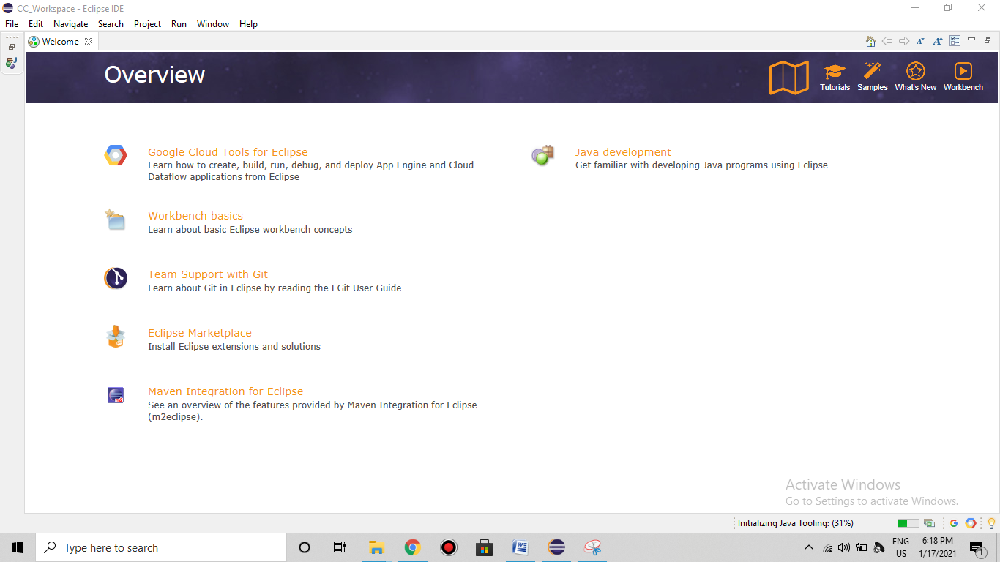 CC_Workspace - Eclipse IDE
File Edit Navigate Search Project Run Window Help
Welcome
Overview
Tutorials Samples What's New Workbench
Google Cloud Tools for Eclipse
Learn how to create, build, run, debug, and deploy App Engine and Cloud
Dataflow applications from Eclipse
Java development
Get familiar with developing Java programs using Eclipse
Workbench basics
Learn about basic Eclipse workbench concepts
Team Support with Git
Learn about Git in Eclipse by reading the EGit User Guide
Eclipse Marketplace
Install Eclipse extensions and solutions
m2
Maven Integration for Eclipse
See an overview of the features provided by Maven Integration for Eclipse
(m2eclipse).
Activate Windows
Go to Settings to activate Windows.
Initializing Java Tooling: (31%)
Type here to search
ENG
US
6:18 PM
1/17/2021
1